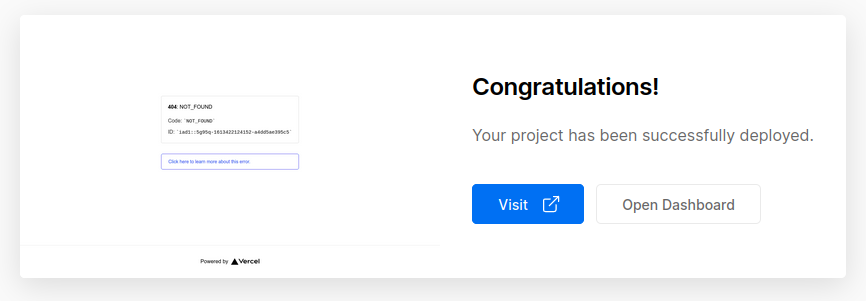 404: NOT_FOUND
Code: `NOT_FOUND`
ID: `iad1::5g95q-1613422124152-a4dd5ae395c5`
Click here to learn more about this error.
Powered by Vercel
Congratulations!
Your project has been successfully deployed.
Visit
Open Dashboard